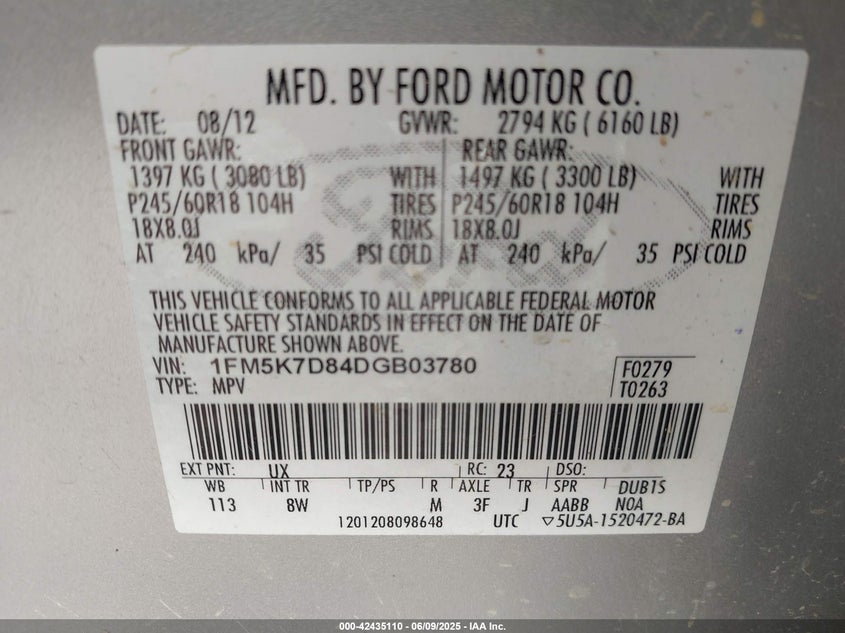 MFD. BY FORD MOTOR CO.
DATE: 08/12 GVWR: 2794 KG ( 6160 LB)
FRONT GAWR: REAR GAWR:
1397 KG ( 3080 LB) WITH 1497 KG ( 3300 LB) WITH
P245/60R18 104H TIRES P245/60R18 104H TIRES
18X8.0J RIMS 18X8.0J RIMS
AT 240 kPa/ 35 PSI COLD AT 240 kPa/ 35 PSI COLD
THIS VEHICLE CONFORMS TO ALL APPLICABLE FEDERAL MOTOR
VEHICLE SAFETY STANDARDS IN EFFECT ON THE DATE OF
MANUFACTURE SHOWN ABOVE.
VIN: 1FM5K7D84DGB03780 F0279
TYPE: MPV T0263
EXT PNT: UX RC: 23 DSO:
WB INT TR TP/PS R AXLE TR SPR DUB1S
113 8W M 3F J AABB N0A
1201208098648 UTC ▽5U5A-1520472-BA
000-42435110 - 06/09/2025 - IAA Inc.